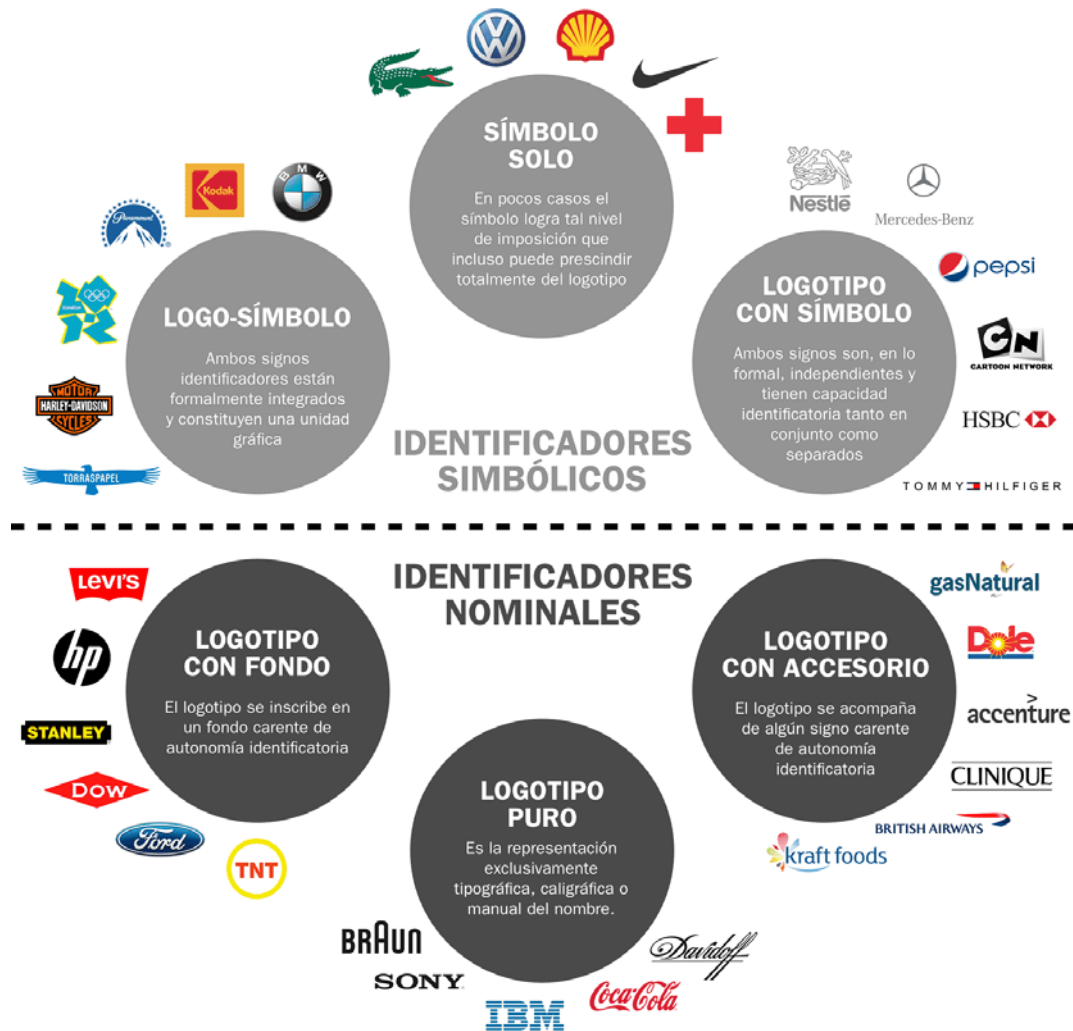 SÍMBOLO
SOLO
En pocos casos el
símbolo logra tal nivel
de imposición que
incluso puede prescindir
totalmente del logotipo
Kodak
BMW
Paramount
London
MOTOR
HARLEY-DAVIDSON
CYCLES
TORRASPAPEL
LOGO-SÍMBOLO
Ambos signos
identificadores están
formalmente integrados
y constituyen una unidad
gráfica
Nestlé
Mercedes-Benz
pepsi
CN
CARTOON NETWORK
HSBC
TOMMY HILFIGER
LOGOTIPO
CON SÍMBOLO
Ambos signos son, en lo
formal, independientes y
tienen capacidad
identificatoria tanto en
conjunto como
separados
IDENTIFICADORES
SIMBÓLICOS
IDENTIFICADORES
NOMINALES
LEVI'S
hp
STANLEY
DOW
Ford
TNT
LOGOTIPO
CON FONDO
El logotipo se inscribe en
un fondo carente de
autonomía identificatoria
LOGOTIPO
CON ACCESORIO
El logotipo se acompaña
de algún signo carente
de autonomía
identificatoria
gasNatural
Dole
>
accenture
CLINIQUE
BRITISH AIRWAYS
kraft foods
LOGOTIPO
PURO
Es la representación
exclusivamente
tipográfica, caligráfica o
manual del nombre.
BRAUN
SONY
IBM
Coca-Cola
Davidoff